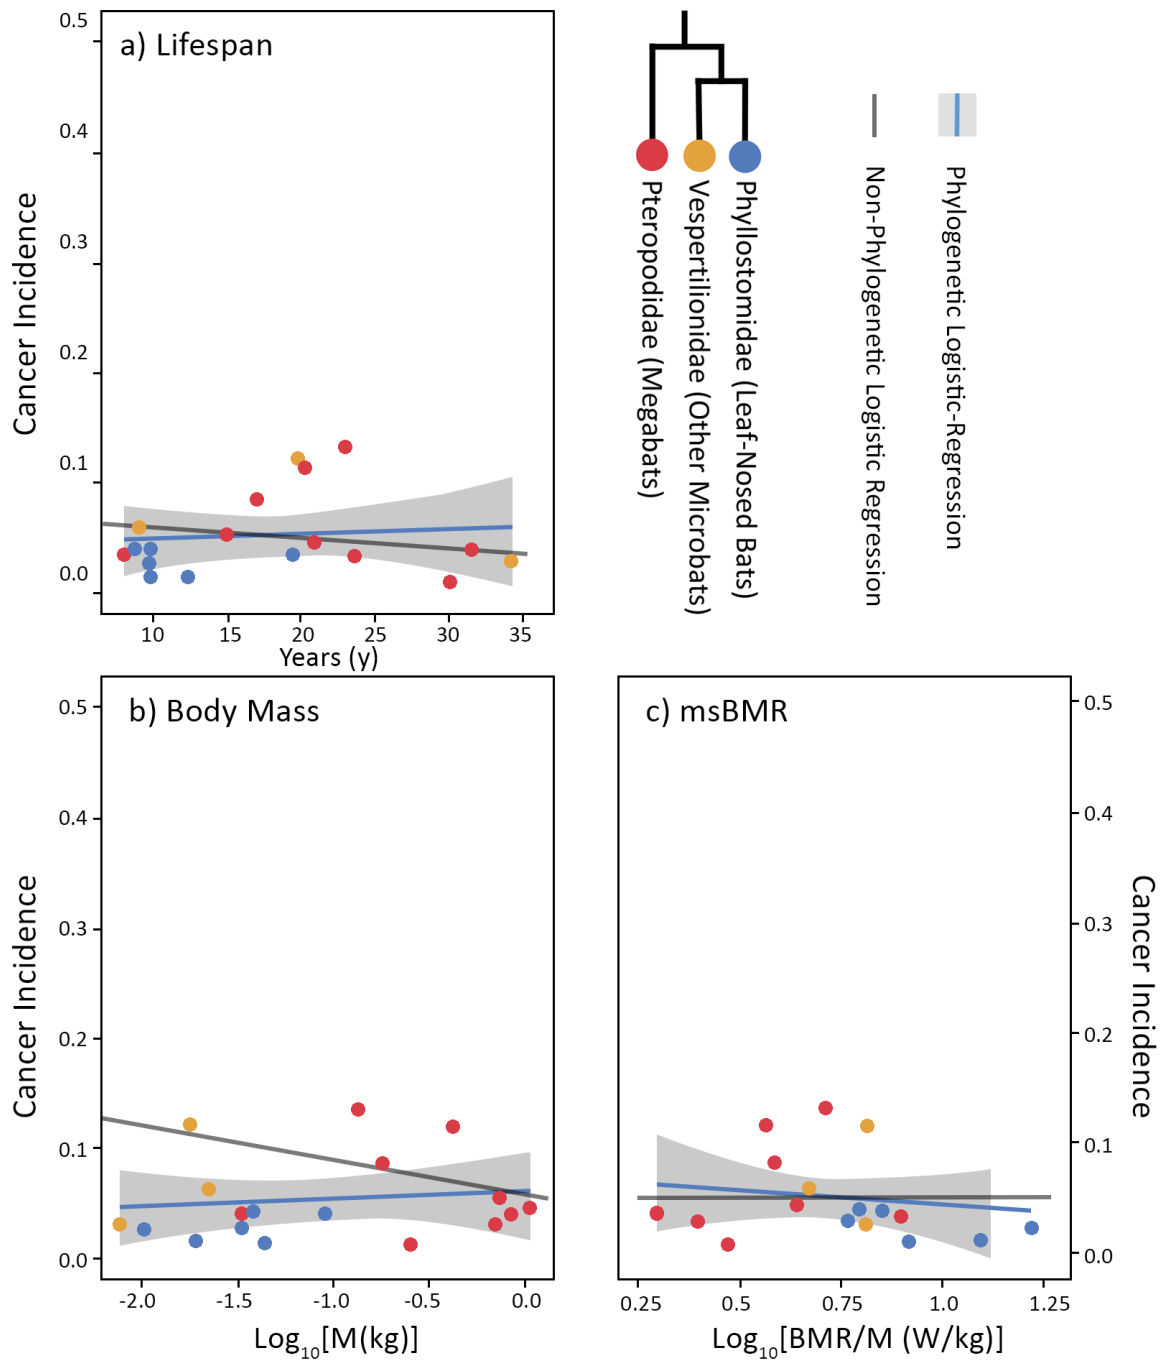 a) Lifespan
Cancer Incidence
0.5
0.4
0.3
0.2
0.1
0.0
10 15 20 25 30 35
Years (y)
Pteropodidae (Megabats)
Vespertilionidae (Other Microbats)
Phyllostomidae (Leaf-Nosed Bats)
Non-Phylogenetic Logistic Regression
Phylogenetic Logistic-Regression
b) Body Mass
Cancer Incidence
0.5
0.4
0.3
0.2
0.1
0.0
-2.0 -1.5 -1.0 -0.5 0.0
Log10[M(kg)]
c) msBMR
0.5
0.4
0.3
0.2
0.1
0.0
Cancer Incidence
0.25 0.5 0.75 1.0 1.25
Log10[BMR/M (W/kg)]